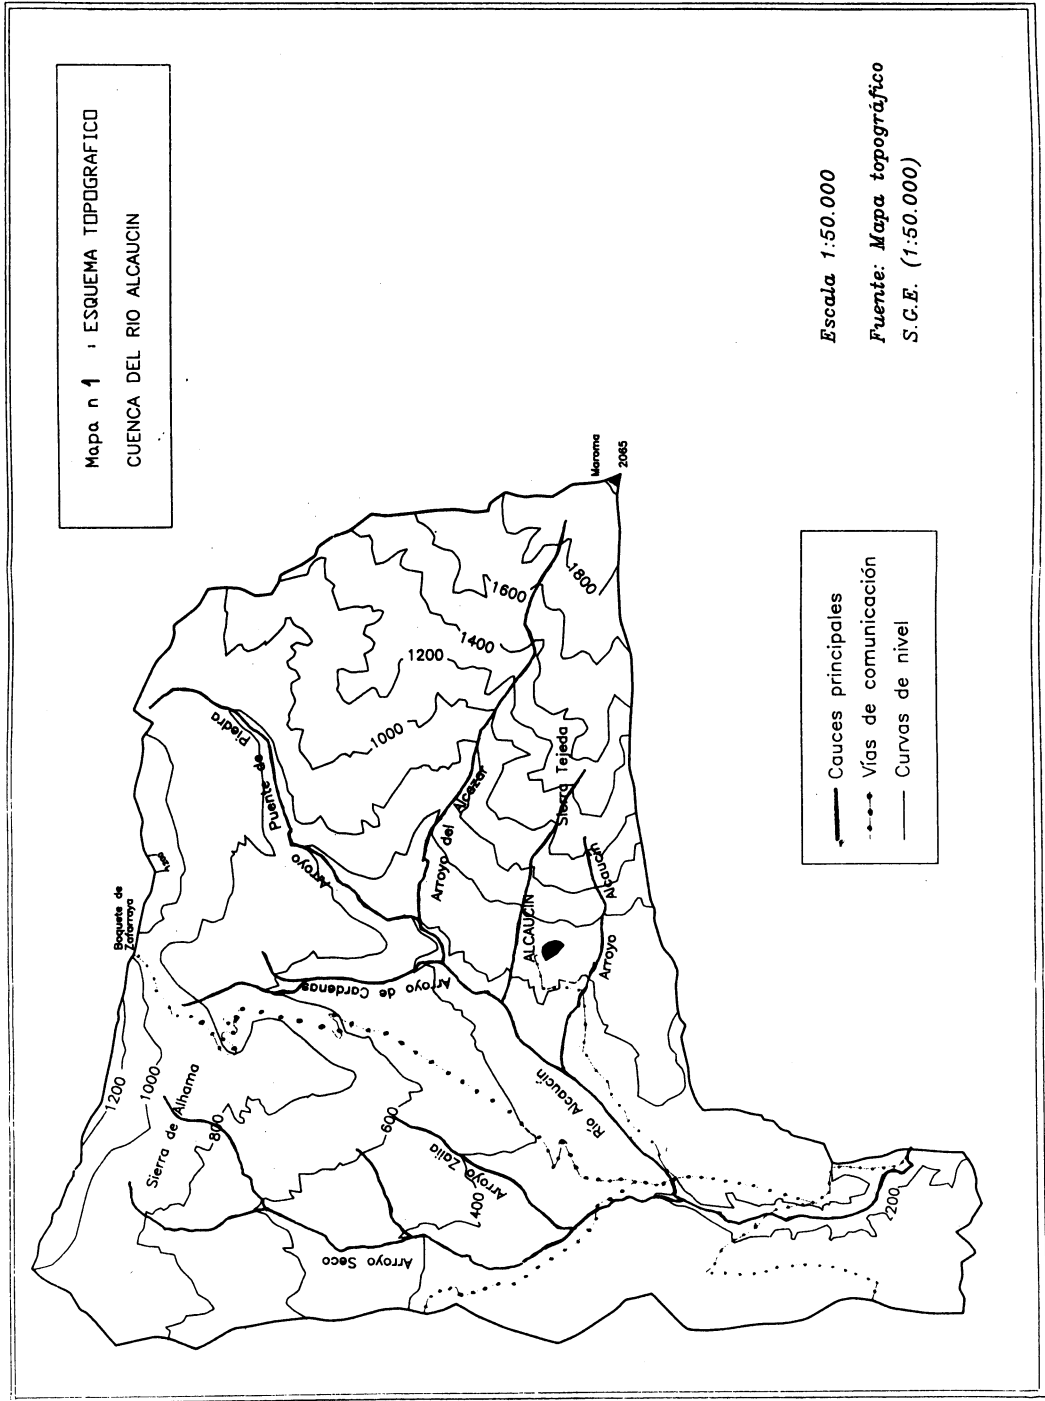 Mapa n 1 : ESQUEMA TOPOGRAFICO
CUENCA DEL RIO ALCAUCIN
Escala 1:50.000
Fuente: Mapa topográfico
S.G.E. (1:50.000)
Cauces principales
Vías de comunicación
Curvas de nivel
Maroma
2065
Boquete de
Zafarraya
1200
1200
1000
Sierra de Alhama
800
600
400
200
Arroyo Seco
Arroyo Zalia
Río Alcaucín
Arroyo de Cardenas
Arroyo Puente de Piedra
Arroyo del Alcazar
ALCAUCIN
Arroyo Alcaucín
Sierra Tejeda
1000
1200
1400
1600
1800